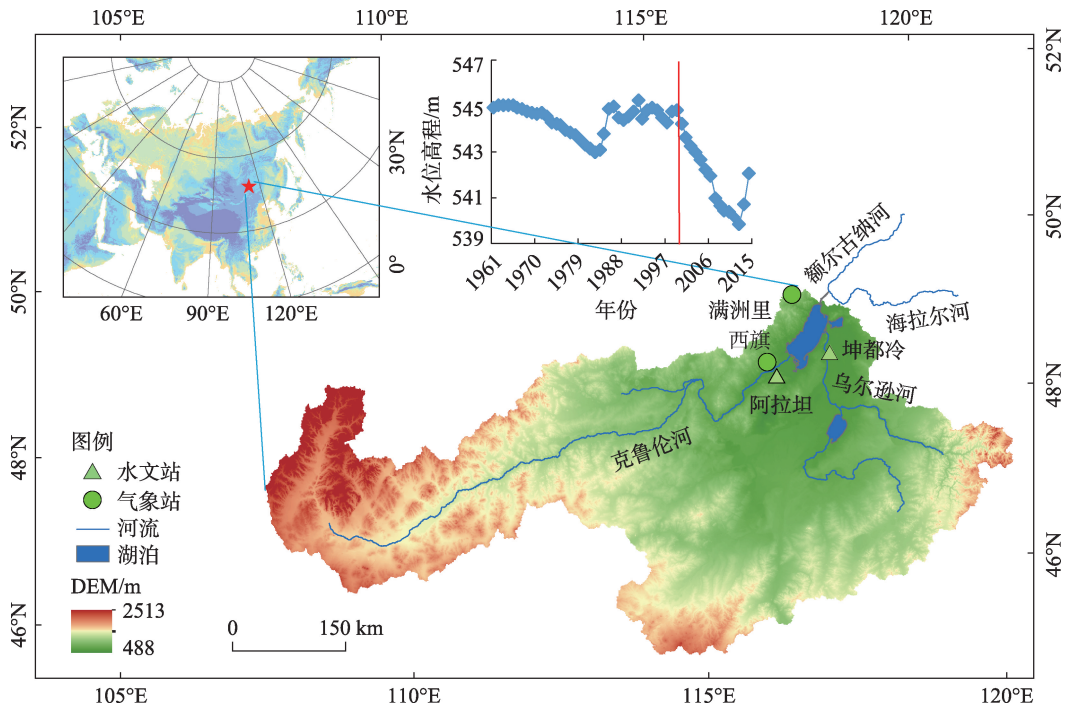 105°E
110°E
115°E
120°E
52°N
50°N
48°N
46°N
52°N
50°N
48°N
46°N
30°N
0°
60°E
90°E
120°E
547
545
543
541
539
水位高程/m
1961
1970
1979
1988
1997
2006
2015
年份
额尔古纳河
海拉尔河
满洲里
西旗
坤都冷
阿拉坦
乌尔逊河
克鲁伦河
图例
水文站
气象站
河流
湖泊
DEM/m
2513
488
0
150 km
105°E
110°E
115°E
120°E